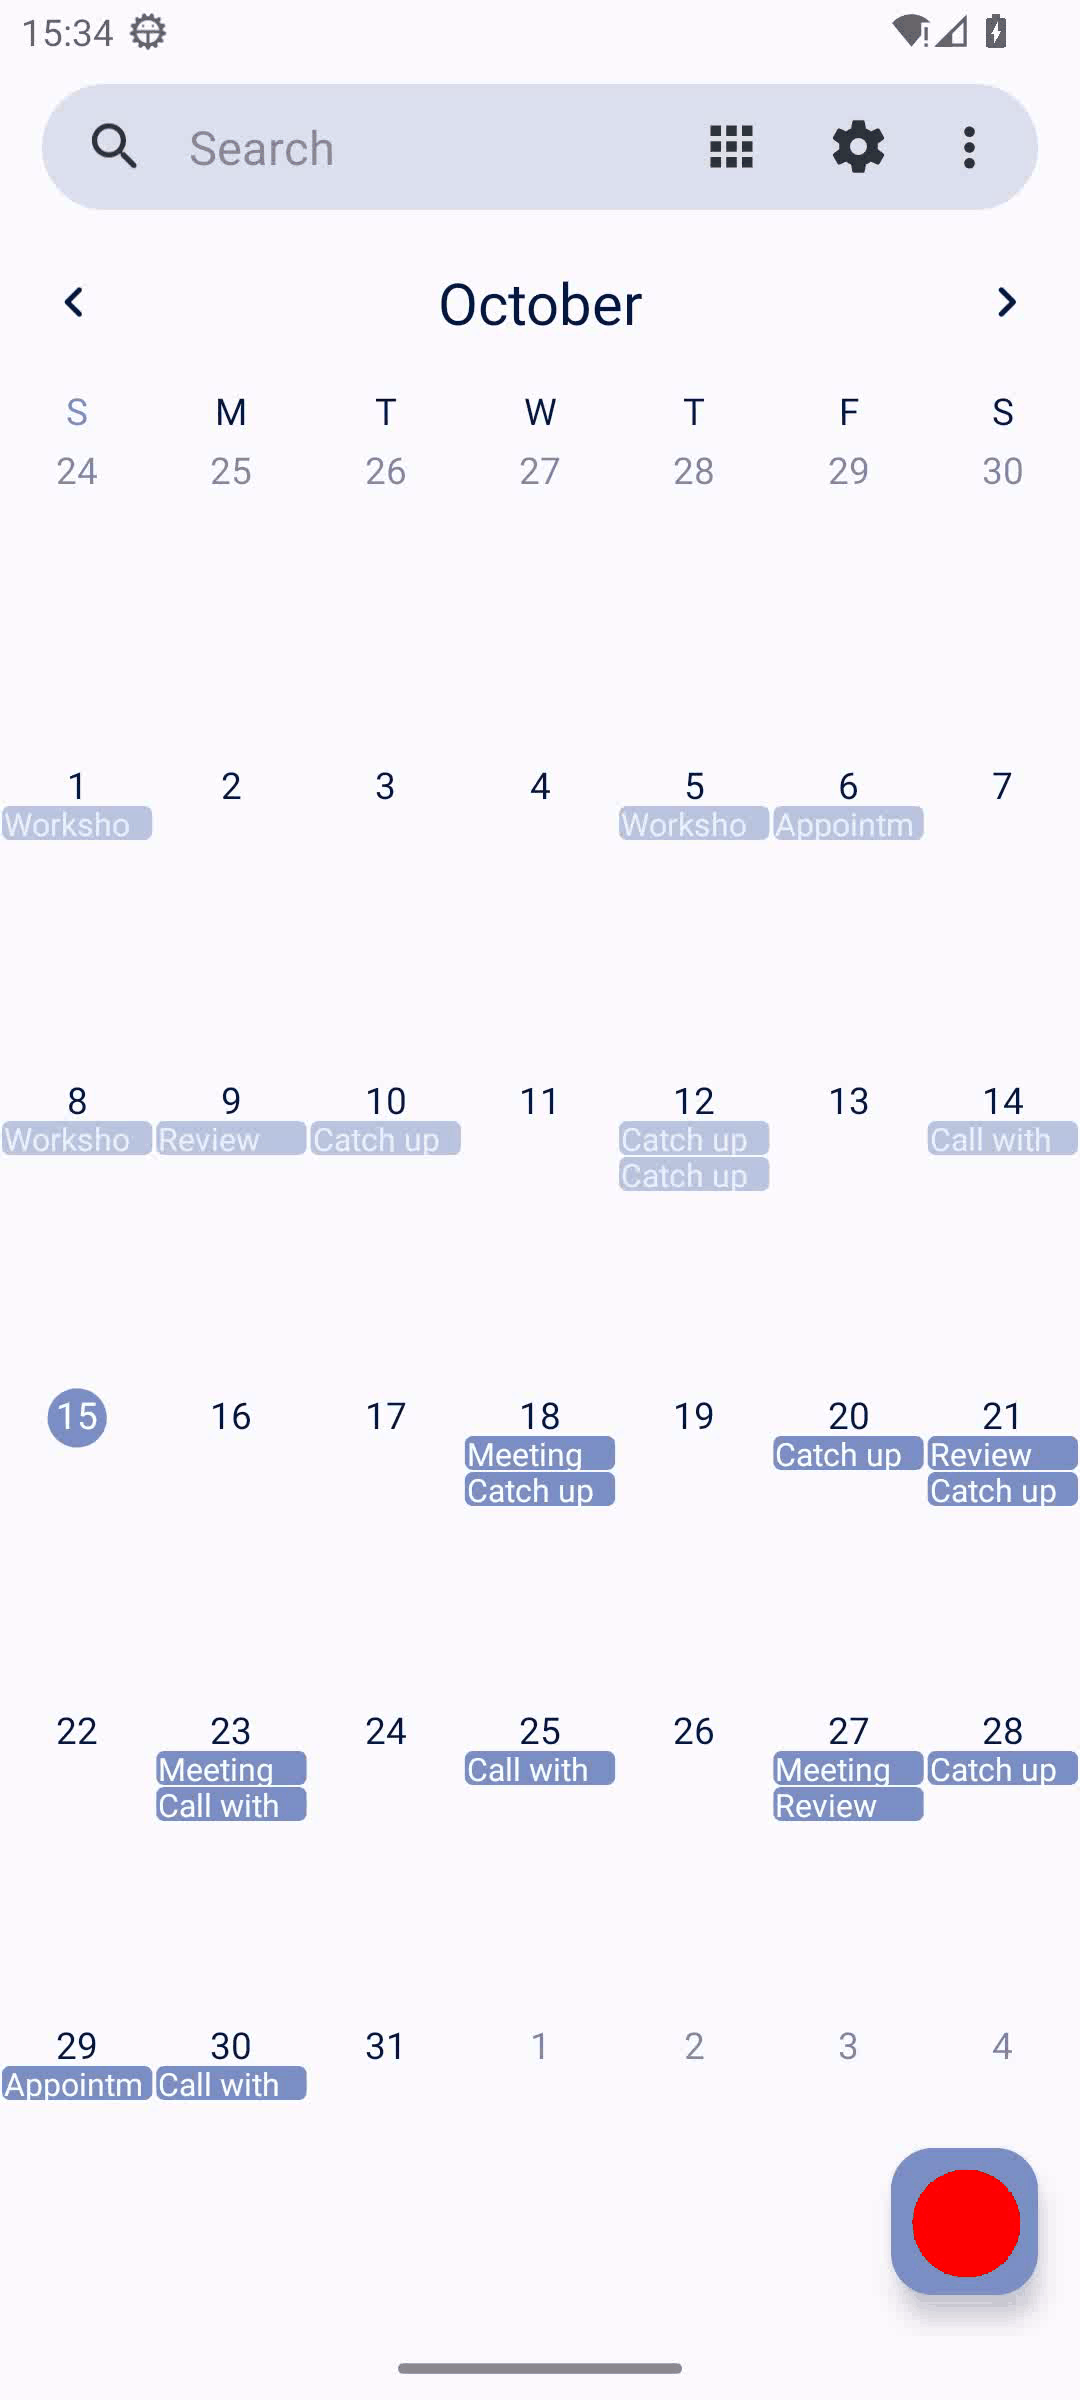 15:34
Search
October
S M T W T F S
24 25 26 27 28 29 30
1 2 3 4 5 6 7
Worksho Worksho Appointm
8 9 10 11 12 13 14
Worksho Review Catch up Catch up Call with
Catch up
15 16 17 18 19 20 21
Meeting Catch up Review
Catch up Catch up
22 23 24 25 26 27 28
Meeting Call with Meeting Catch up
Call with Review
29 30 31 1 2 3 4
Appointm Call with